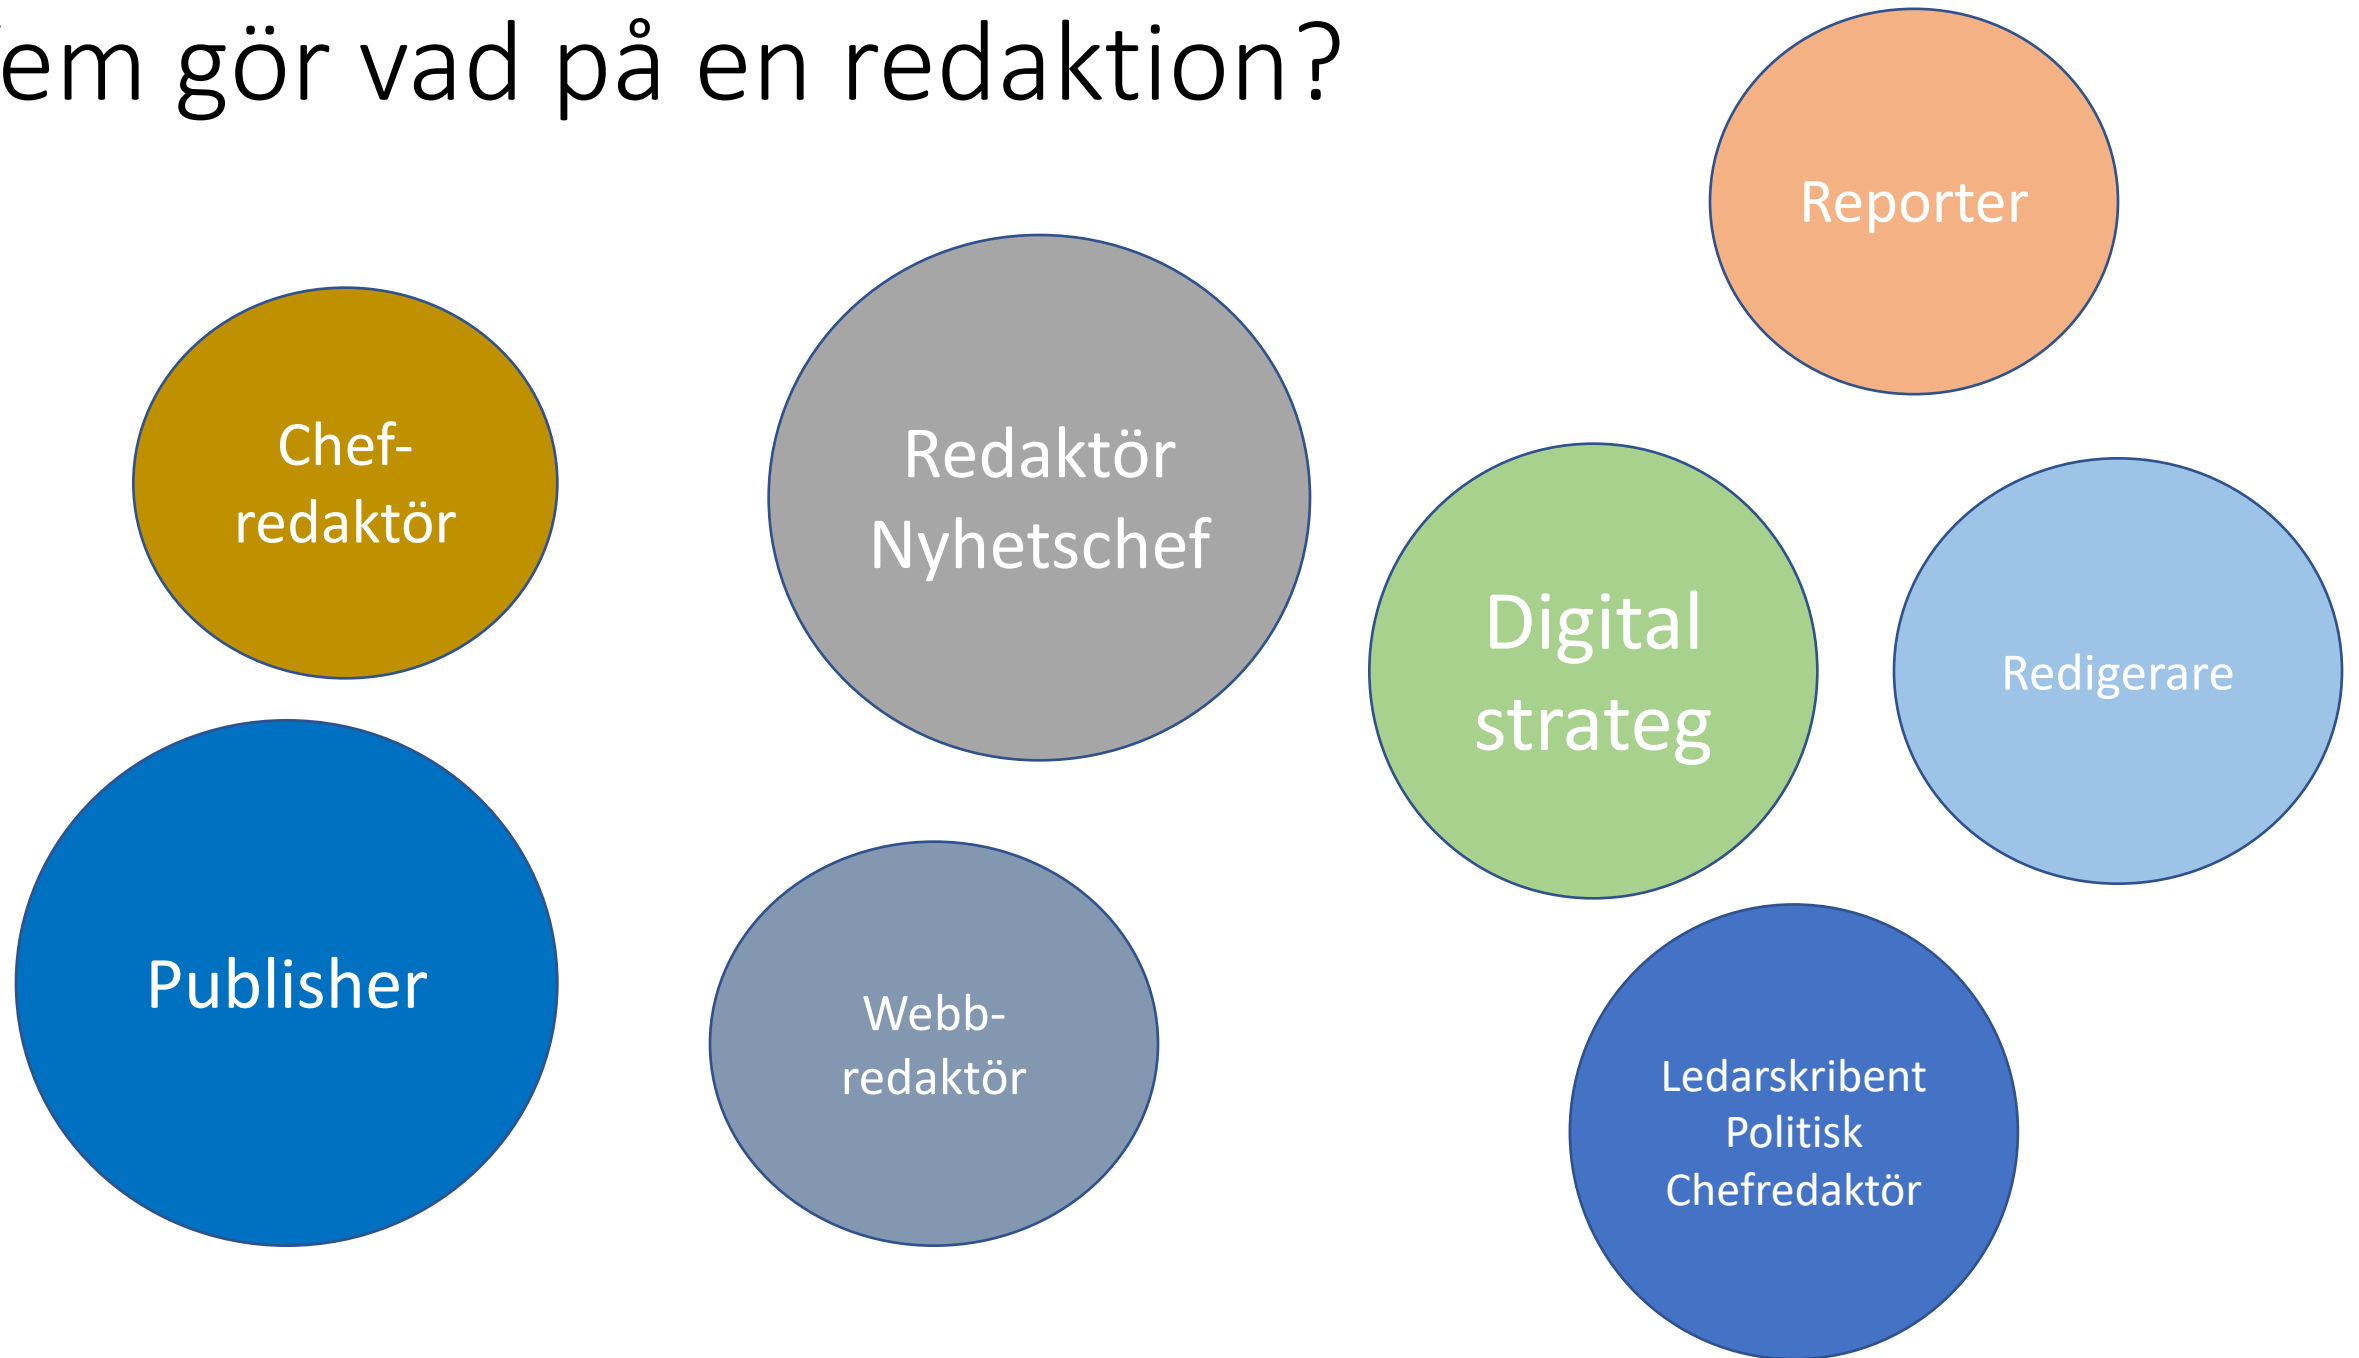 em gör vad på en redaktion?
Reporter
Chef-
redaktör
Redaktör
Nyhetschef
Digital
strateg
Redigerare
Publisher
Webb-
redaktör
Ledarskribent
Politisk
Chefredaktör